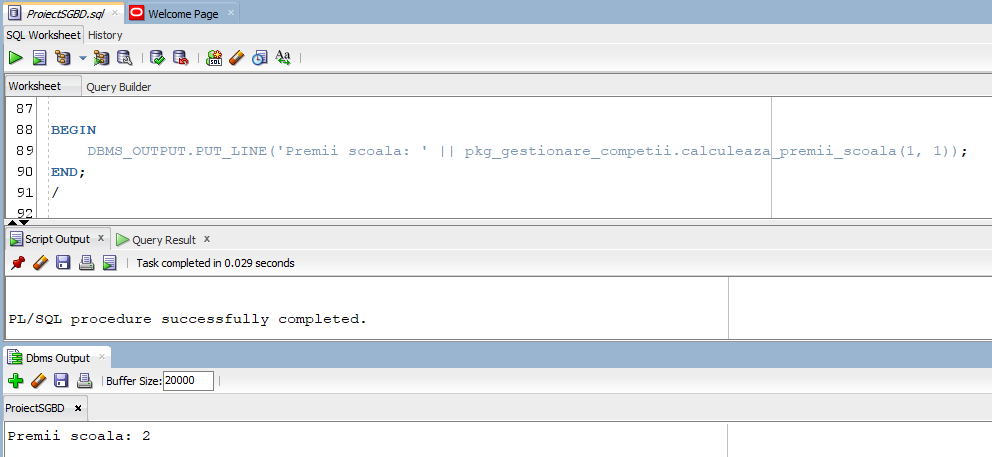 ProiectSGBD.sql × Welcome Page ×
SQL Worksheet History
SQL Aa
Worksheet Query Builder
87
88 BEGIN
89 DBMS_OUTPUT.PUT_LINE('Premii scoala: ' || pkg_gestionare_competii.calculeaza_premii_scoala(1, 1));
90 END;
91 /
92
Script Output x Query Result x
Task completed in 0.029 seconds
PL/SQL procedure successfully completed.
Dbms Output ×
Buffer Size: 20000
ProiectSGBD ×
Premii scoala: 2